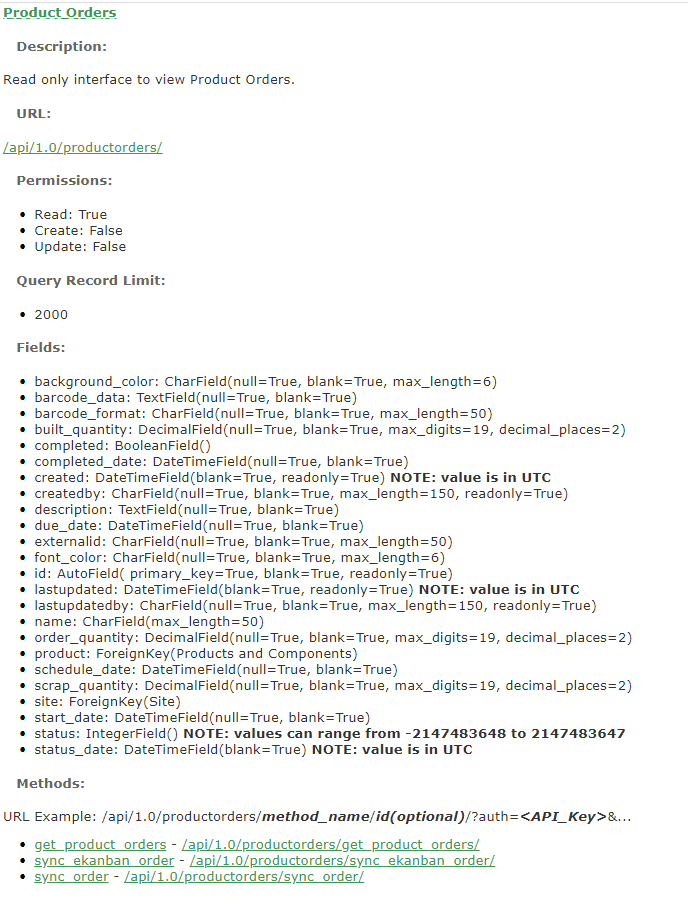 Product Orders
Description:
Read only interface to view Product Orders.
URL:
/api/1.0/productorders/
Permissions:
• Read: True
• Create: False
• Update: False
Query Record Limit:
• 2000
Fields:
• background_color: CharField(null=True, blank=True, max_length=6)
• barcode_data: TextField(null=True, blank=True)
• barcode_format: CharField(null=True, blank=True, max_length=50)
• built_quantity: DecimalField(null=True, blank=True, max_digits=19, decimal_places=2)
• completed: BooleanField()
• completed_date: DateTimeField(null=True, blank=True)
• created: DateTimeField(blank=True, readonly=True) NOTE: value is in UTC
• createdby: CharField(null=True, blank=True, max_length=150, readonly=True)
• description: TextField(null=True, blank=True)
• due_date: DateTimeField(null=True, blank=True)
• externalid: CharField(null=True, blank=True, max_length=50)
• font_color: CharField(null=True, blank=True, max_length=6)
• id: AutoField( primary_key=True, blank=True, readonly=True)
• lastupdated: DateTimeField(blank=True, readonly=True) NOTE: value is in UTC
• lastupdatedby: CharField(null=True, blank=True, max_length=150, readonly=True)
• name: CharField(max_length=50)
• order_quantity: DecimalField(null=True, blank=True, max_digits=19, decimal_places=2)
• product: ForeignKey(Products and Components)
• schedule_date: DateTimeField(null=True, blank=True)
• scrap_quantity: DecimalField(null=True, blank=True, max_digits=19, decimal_places=2)
• site: ForeignKey(Site)
• start_date: DateTimeField(null=True, blank=True)
• status: IntegerField() NOTE: values can range from -2147483648 to 2147483647
• status_date: DateTimeField(blank=True) NOTE: value is in UTC
Methods:
URL Example: /api/1.0/productorders/method_name/id(optional)/?auth=<API_Key>&...
• get_product_orders - /api/1.0/productorders/get_product_orders/
• sync_ekanban_order - /api/1.0/productorders/sync_ekanban_order/
• sync_order - /api/1.0/productorders/sync_order/